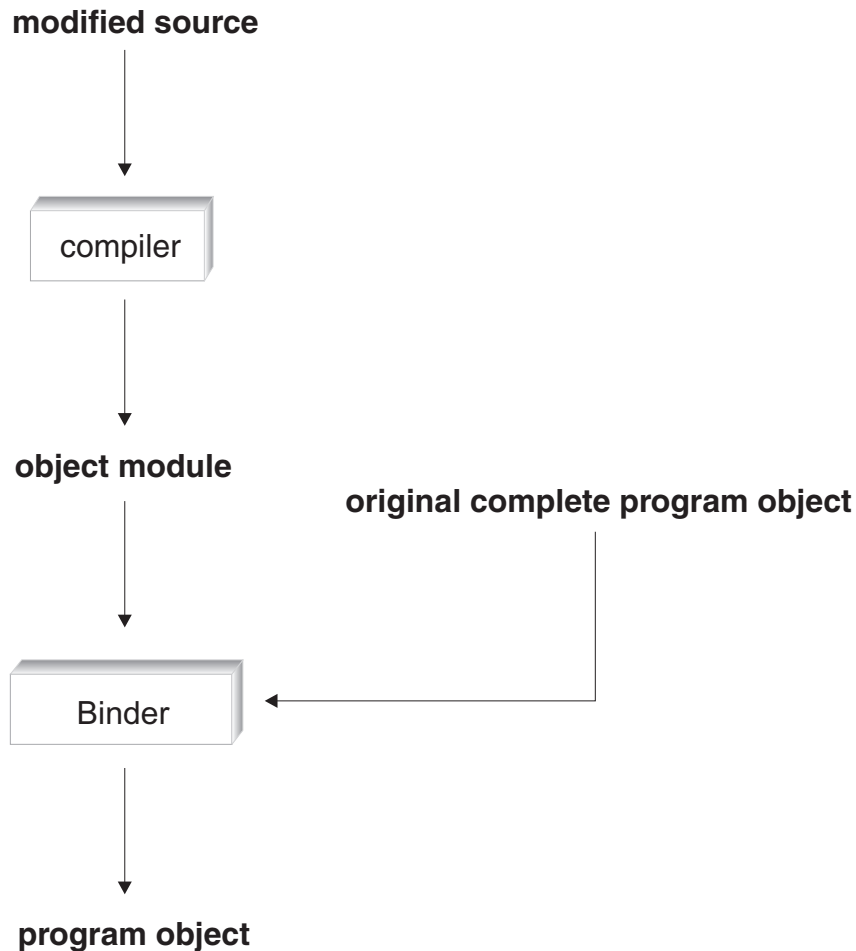 modified source
compiler
object module
original complete program object
Binder
program object